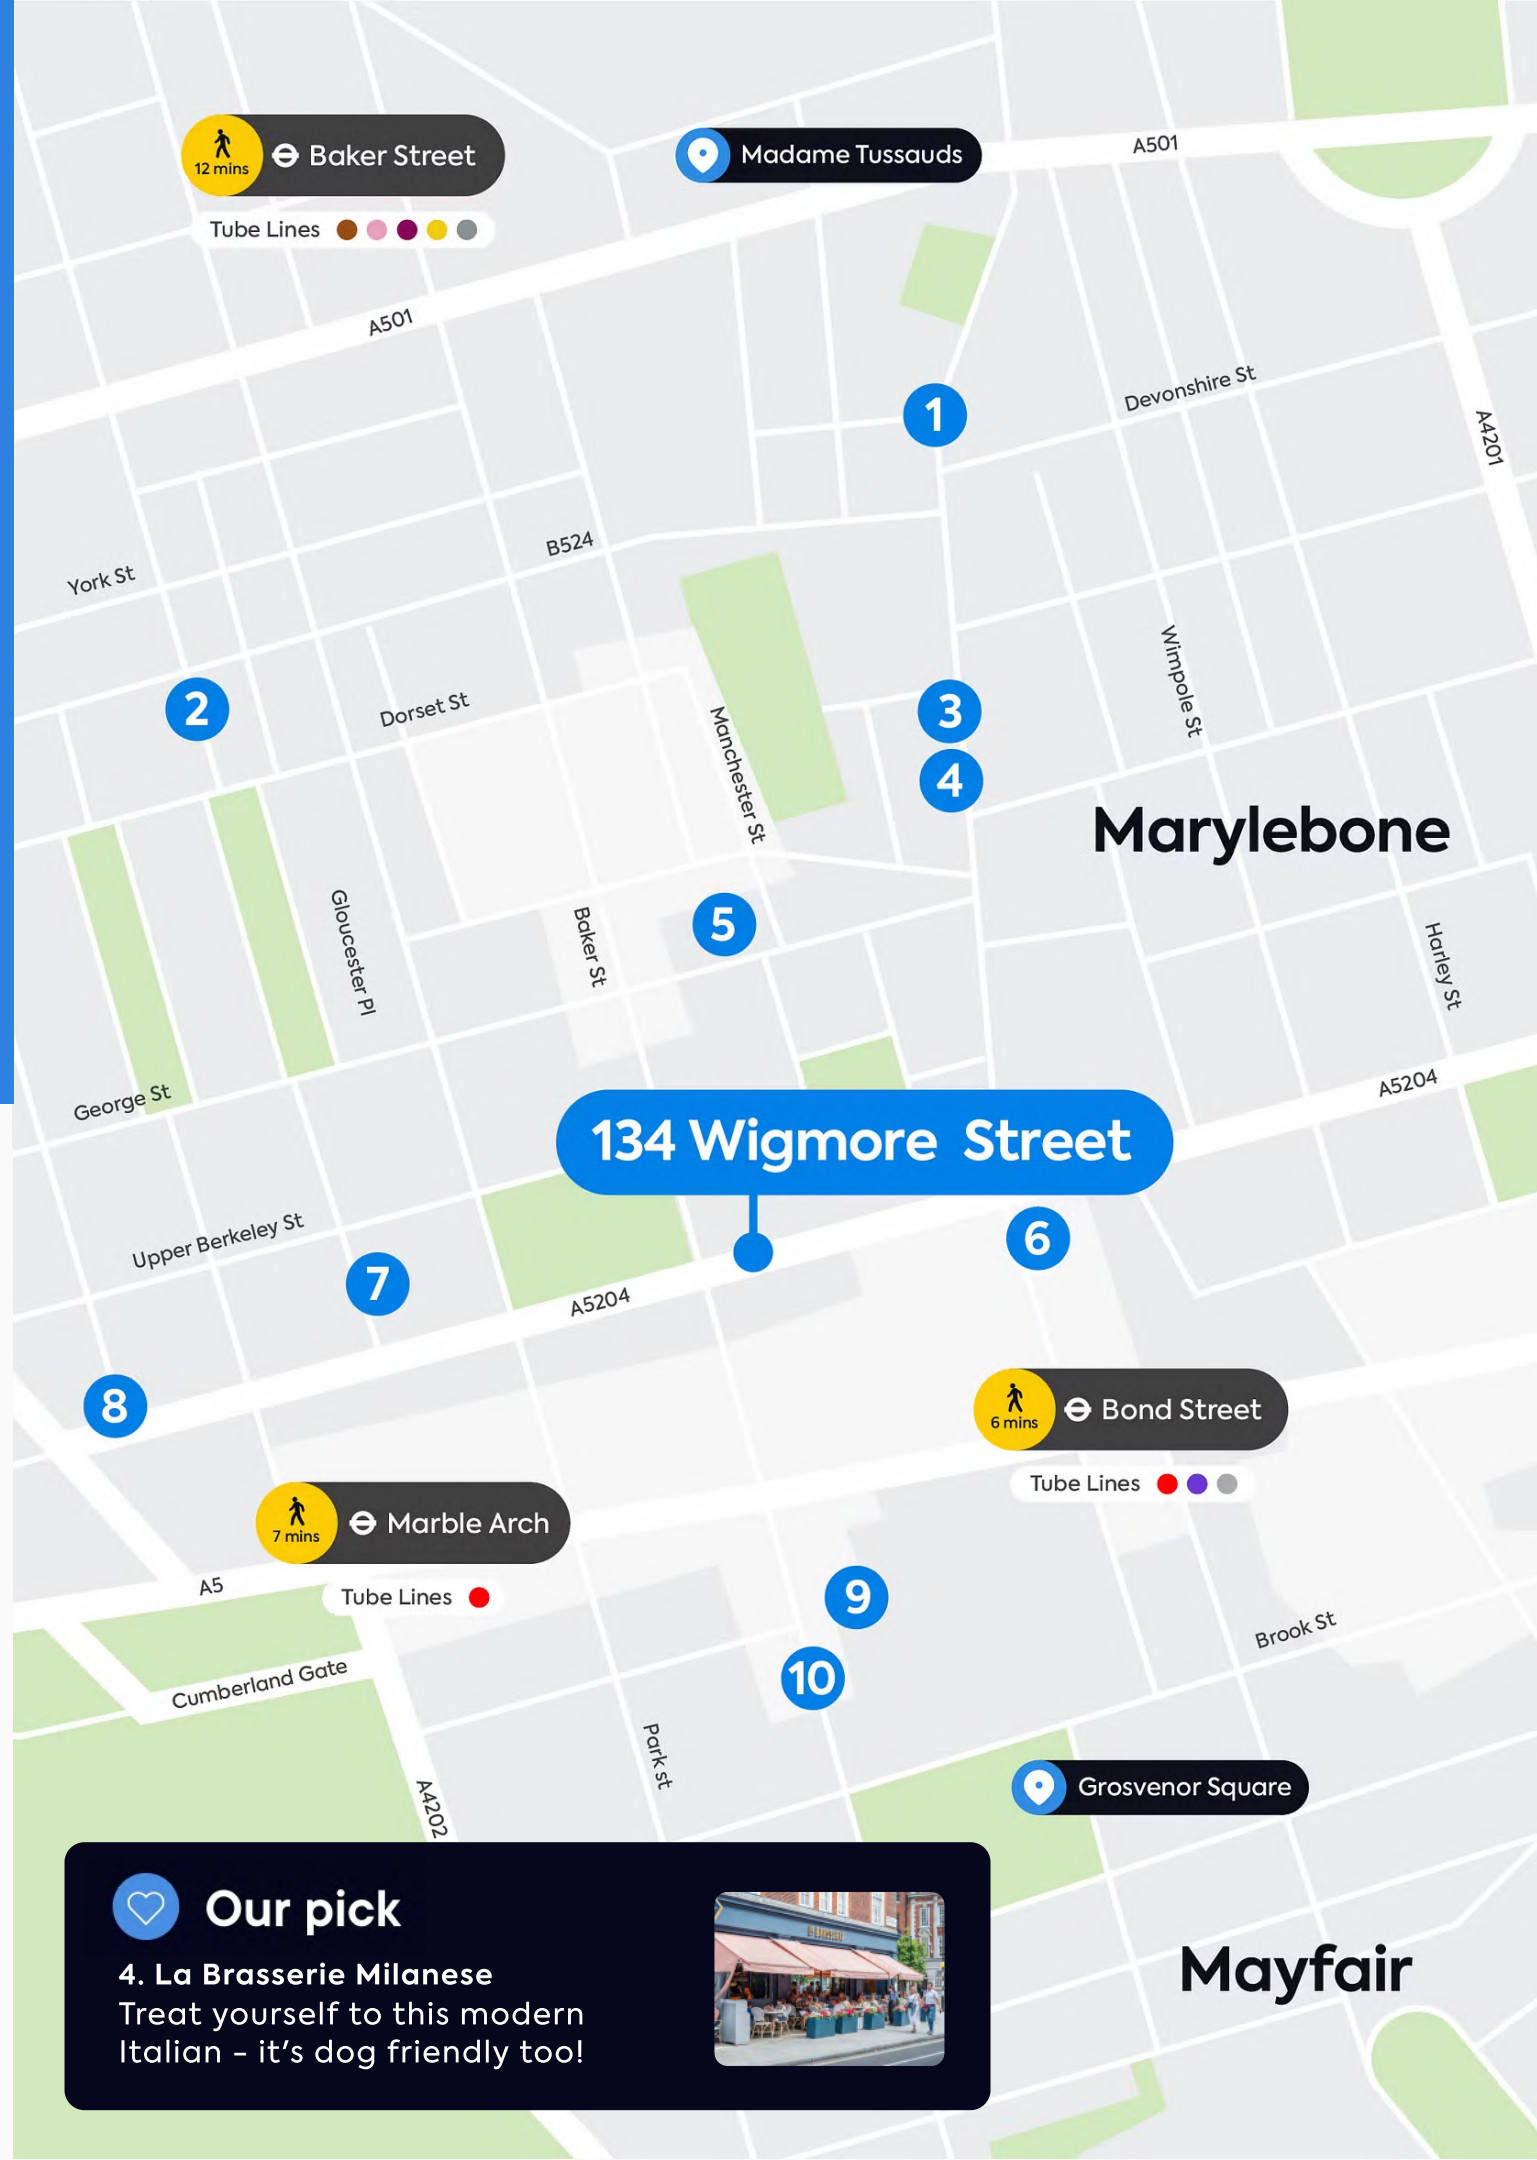 12 mins
Baker Street
Tube Lines
Madame Tussauds
A501
A501
1
Devonshire St
A4201
York St
B524
2
Dorset St
Manchester St
3
4
Wimpole St
Marylebone
5
Gloucester Pl
Baker St
Harley St
George St
A5204
134 Wigmore Street
6
Upper Berkeley St
7
A5204
8
6 mins
Bond Street
Tube Lines
7 mins
Marble Arch
Tube Lines
A5
9
10
Brook St
Cumberland Gate
Park st
A4202
Grosvenor Square
Our pick
4. La Brasserie Milanese
Treat yourself to this modern
Italian - it's dog friendly too!
Mayfair